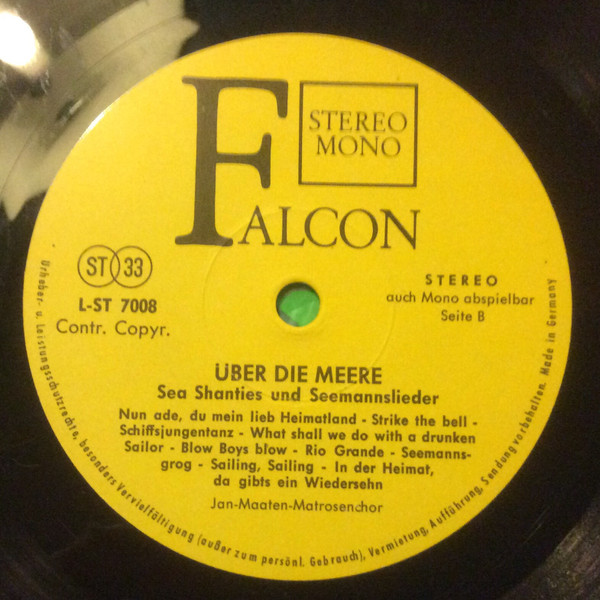 FALCON
STEREO
MONO
ST 33
L-ST 7008
Contr. Copyr.
STEREO
auch Mono abspielbar
Seite B
ÜBER DIE MEERE
Sea Shanties und Seemannslieder
Nun ade, du mein lieb Heimatland - Strike the bell -
Schiffsjungentanz - What shall we do with a drunken
Sailor - Blow Boys blow - Rio Grande - Seemanns-
grog - Sailing, Sailing - In der Heimat,
da gibts ein Wiedersehn
Jan-Maaten-Matrosenchor
Urheber- u. Leistungsschutzrechte, besonders Vervielfältigung (außer zum persönl. Gebrauch), Vermietung, Aufführung, Sendung vorbehalten. Made in Germany